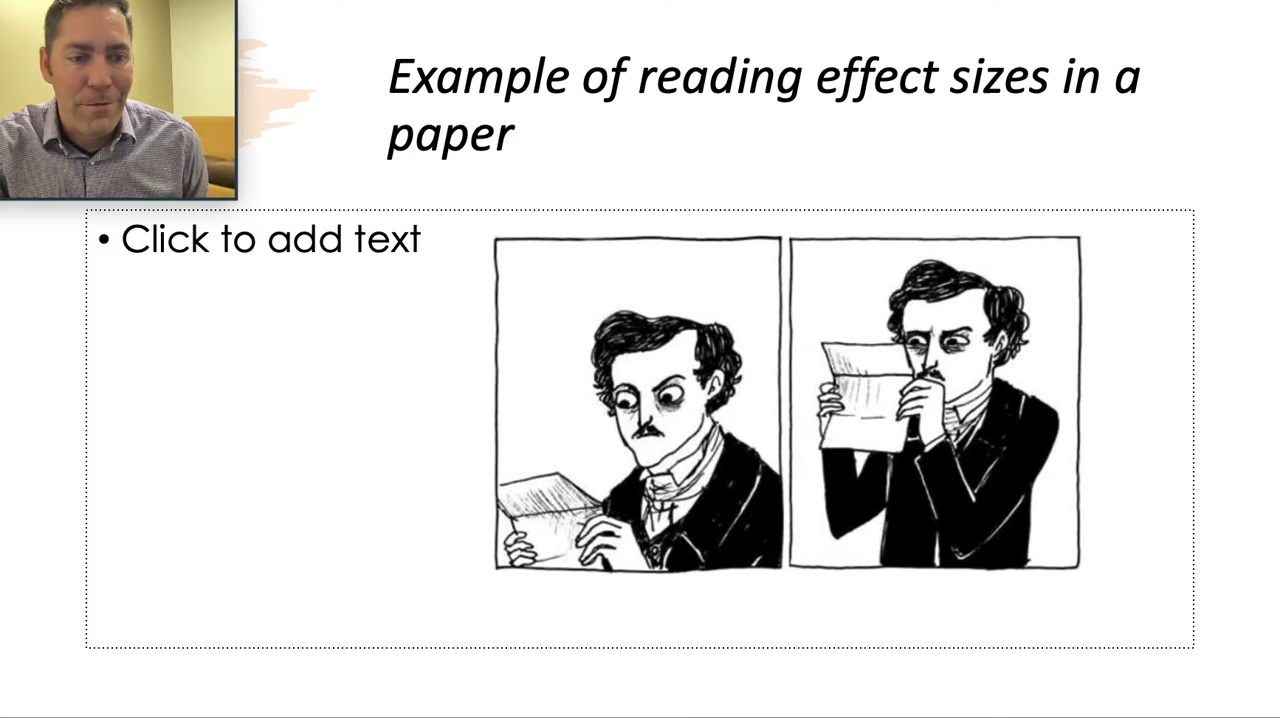 Example of reading effect sizes in a
paper
• Click to add text